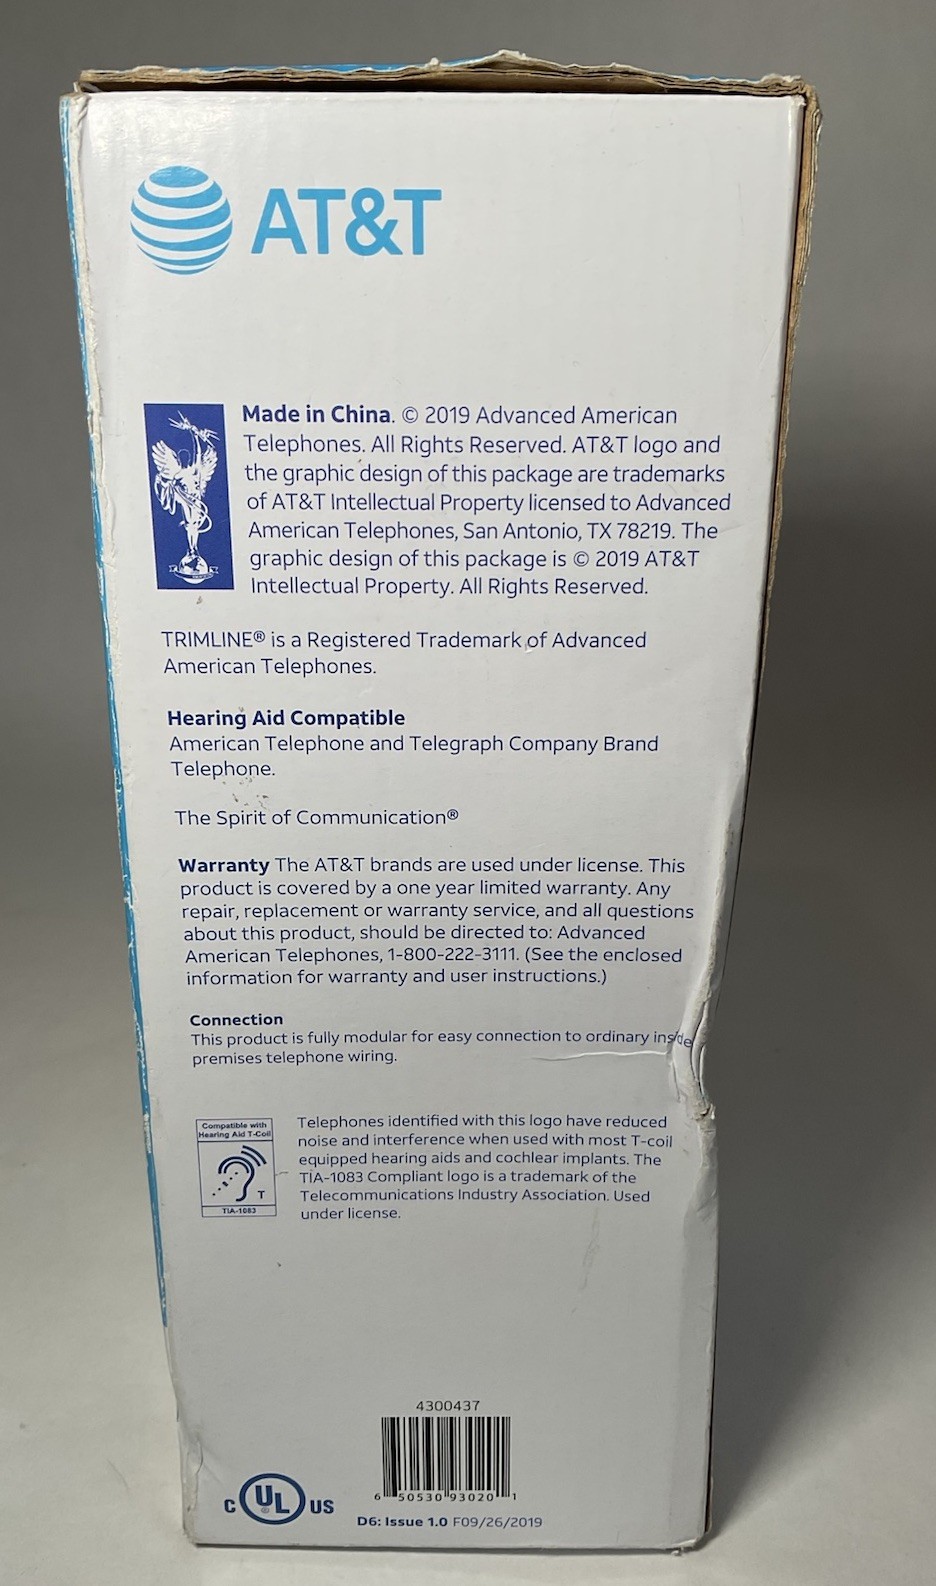 AT&T
Made in China. © 2019 Advanced American
Telephones. All Rights Reserved. AT&T logo and
the graphic design of this package are trademarks
of AT&T Intellectual Property licensed to Advanced
American Telephones, San Antonio, TX 78219. The
graphic design of this package is © 2019 AT&T
Intellectual Property. All Rights Reserved.
TRIMLINE® is a Registered Trademark of Advanced
American Telephones.
Hearing Aid Compatible
American Telephone and Telegraph Company Brand
Telephone.
The Spirit of Communication®
Warranty The AT&T brands are used under license. This
product is covered by a one year limited warranty. Any
repair, replacement or warranty service, and all questions
about this product, should be directed to: Advanced
American Telephones, 1-800-222-3111. (See the enclosed
information for warranty and user instructions.)
Connection
This product is fully modular for easy connection to ordinary inside
premises telephone wiring.
Compatible with
Hearing Aid T-Coil
T
TIA-1083
Telephones identified with this logo have reduced
noise and interference when used with most T-coil
equipped hearing aids and cochlear implants. The
TIA-1083 Compliant logo is a trademark of the
Telecommunications Industry Association. Used
under license.
4300437
6 50530 93020 1
C UL ® US
D6: Issue 1.0 F09/26/2019